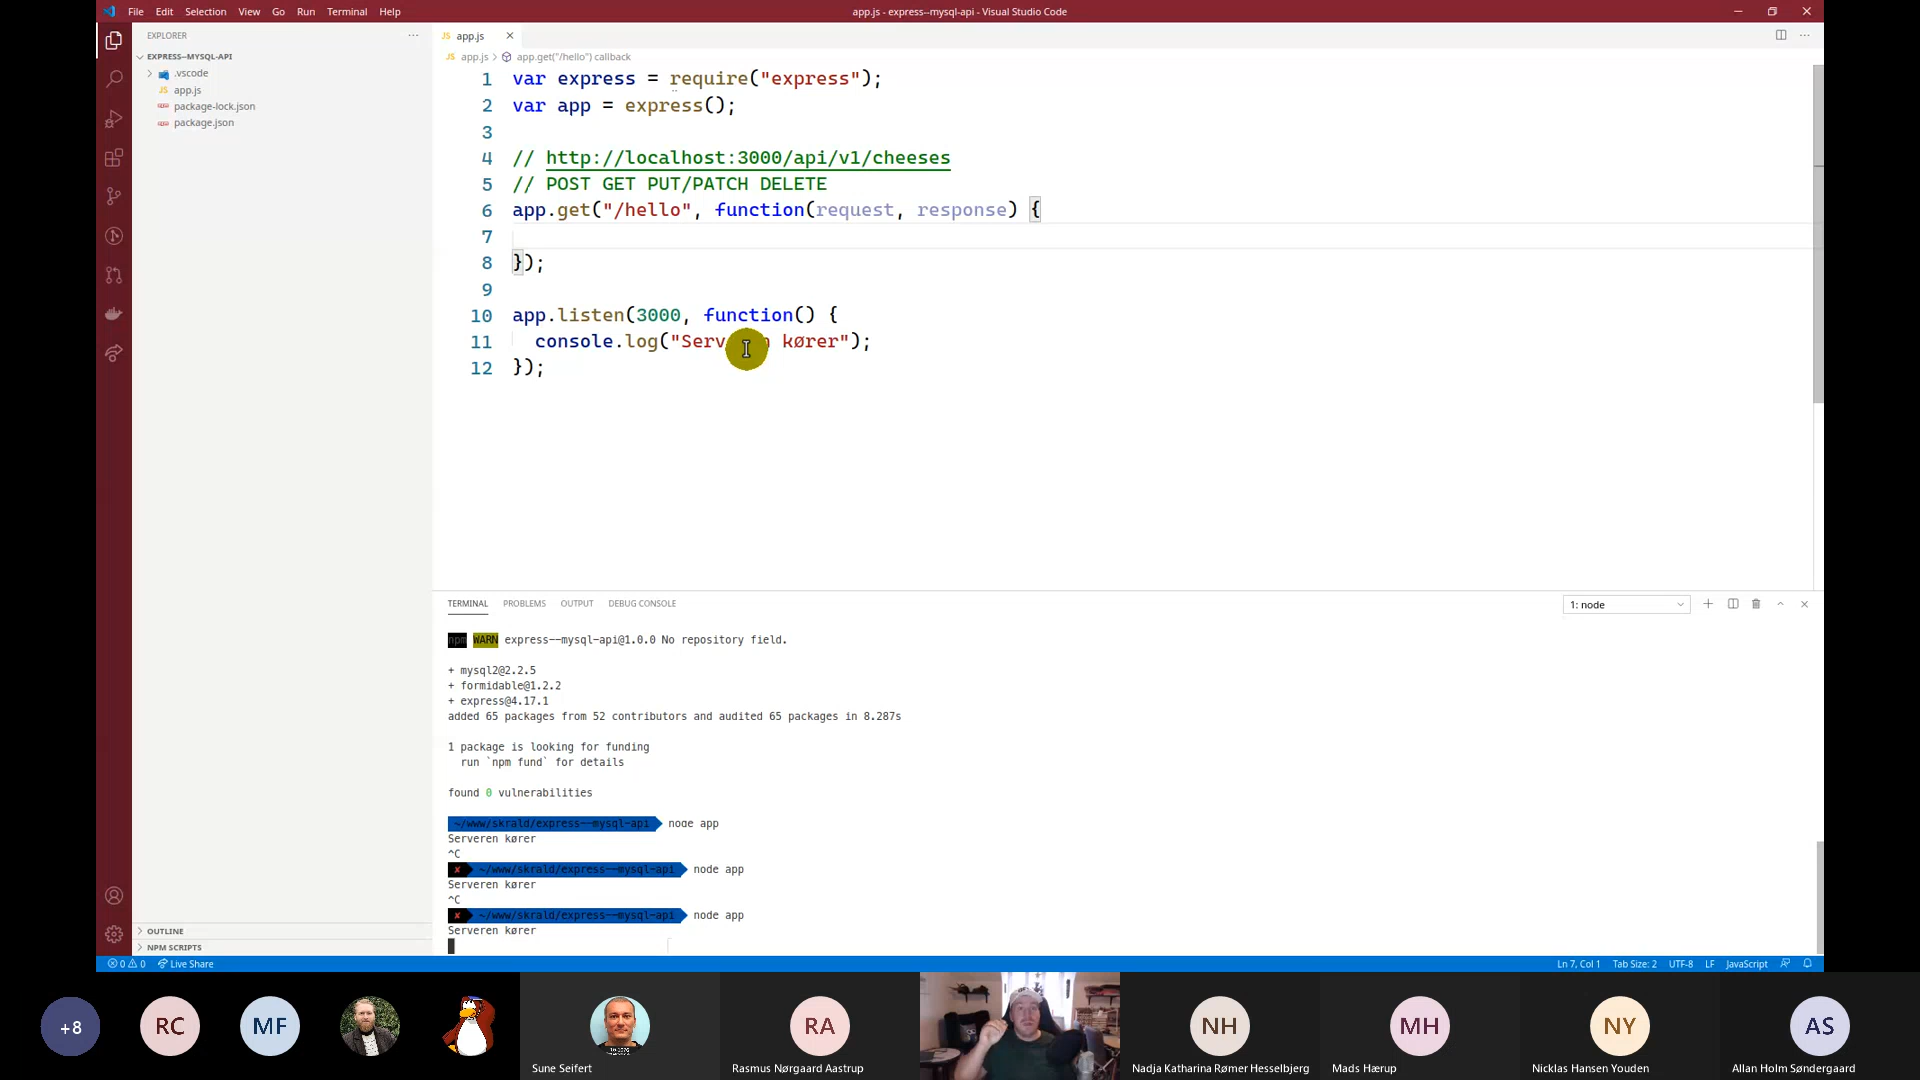 File Edit Selection View Go Run Terminal Help
app.js - express--mysql-api - Visual Studio Code
EXPLORER
EXPRESS--MYSQL-API
.vscode
app.js
package-lock.json
package.json
OUTLINE
NPM SCRIPTS
JS app.js
JS app.js > app.get("/hello") callback
1 var express = require("express");
2 var app = express();
3
4 // http://localhost:3000/api/v1/cheeses
5 // POST GET PUT/PATCH DELETE
6 app.get("/hello", function(request, response) {
7
8 });
9
10 app.listen(3000, function() {
11 console.log("Serv kører");
12 });
TERMINAL PROBLEMS OUTPUT DEBUG CONSOLE
1: node
npm WARN express--mysql-api@1.0.0 No repository field.
+ mysql2@2.2.5
+ formidable@1.2.2
+ express@4.17.1
added 65 packages from 52 contributors and audited 65 packages in 8.287s
1 package is looking for funding
run `npm fund` for details
found 0 vulnerabilities
~/www/skrald/express--mysql-api node app
Serveren kører
^C
✘ ~/www/skrald/express--mysql-api node app
Serveren kører
^C
✘ ~/www/skrald/express--mysql-api node app
Serveren kører
0 0 Live Share
Ln 7, Col 1 Tab Size: 2 UTF-8 LF JavaScript
+8 RC MF RA NH MH NY AS
Sune Seifert
Rasmus Nørgaard Aastrup
Nadja Katharina Rømer Hesselbjerg
Mads Hærup
Nicklas Hansen Youden
Allan Holm Søndergaard